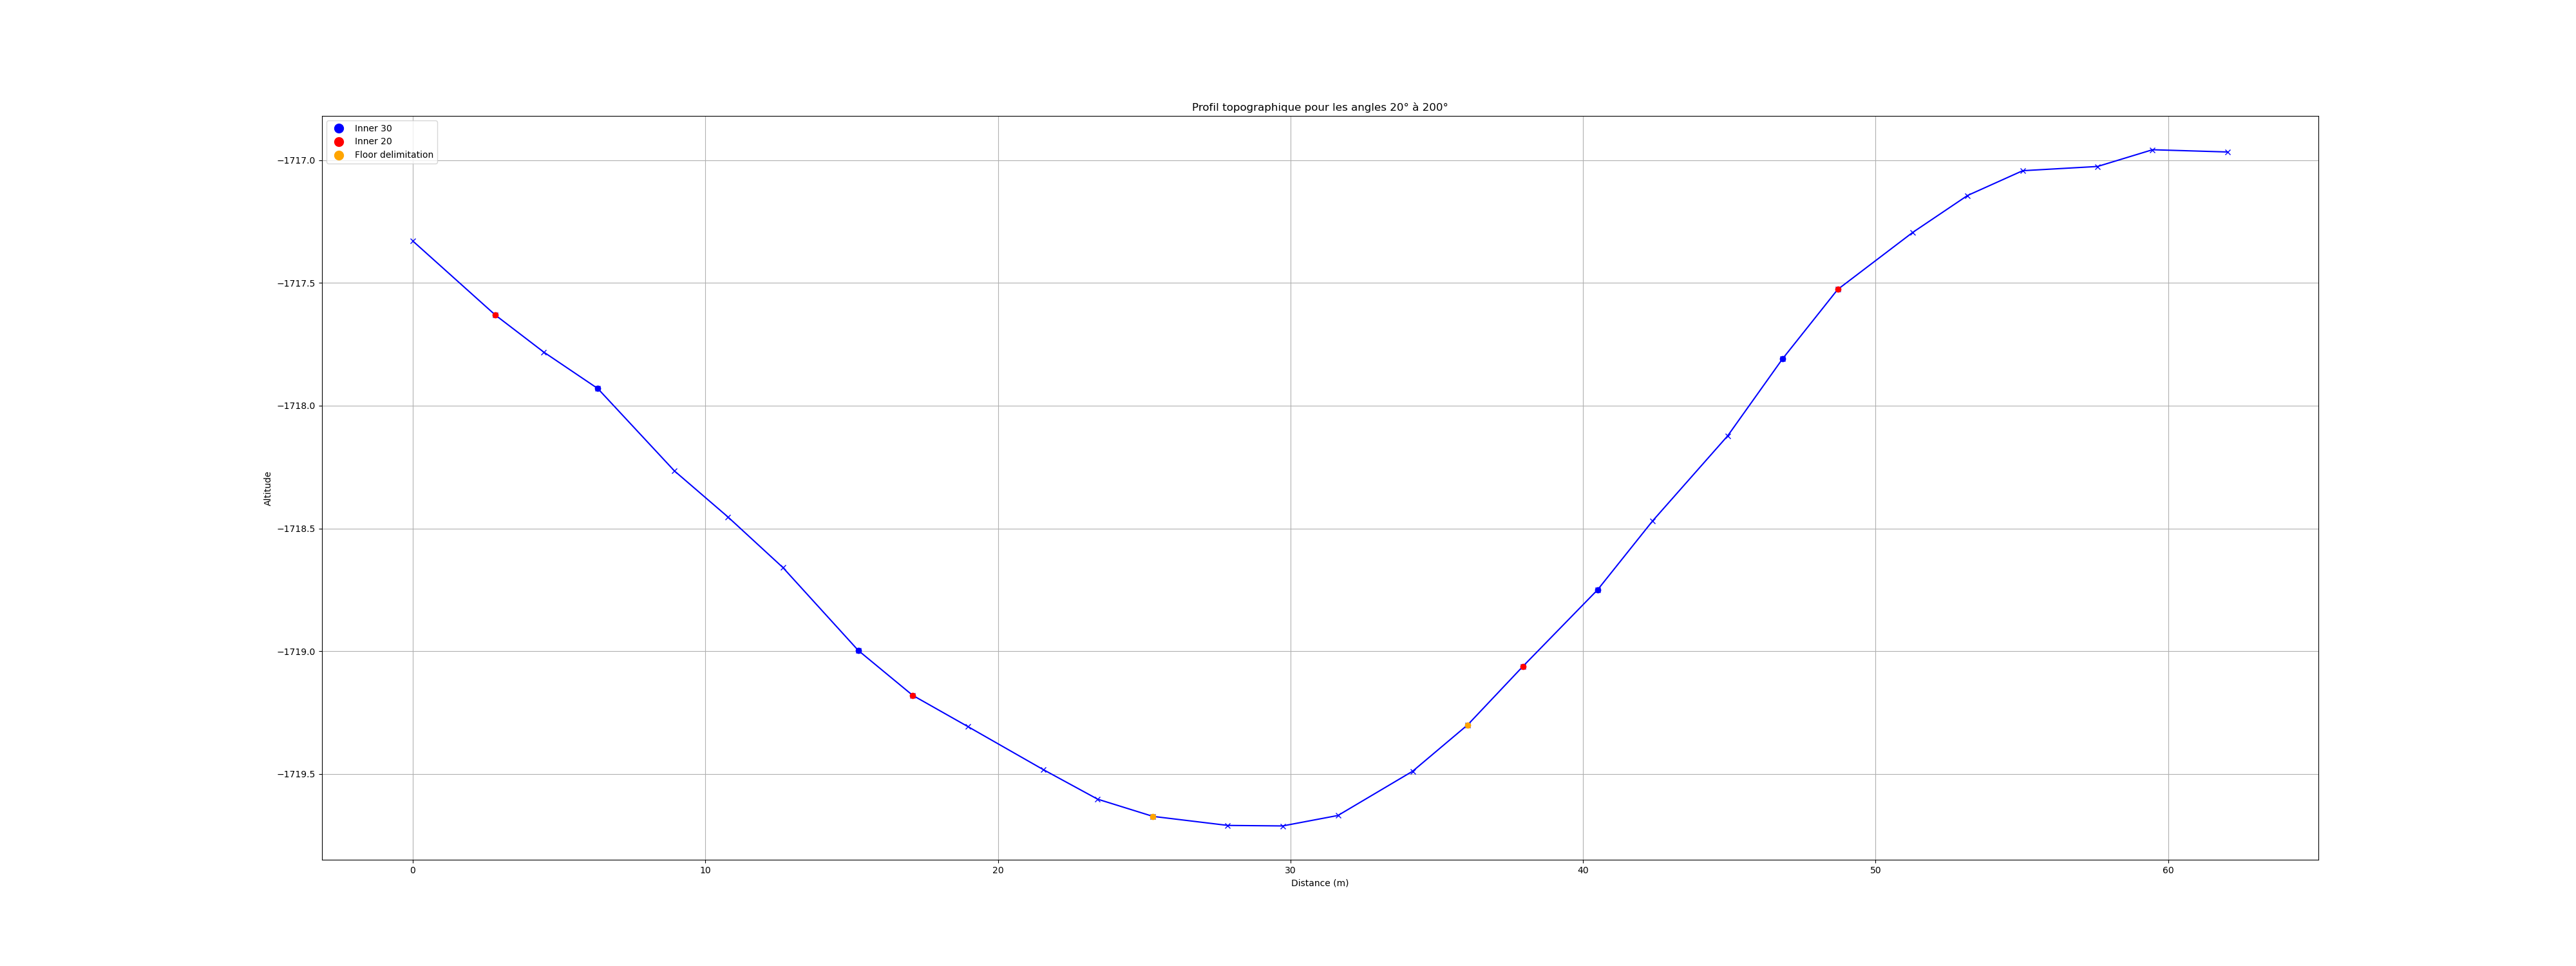 Profil topographique pour les angles 20° à 200°
Inner 30
Inner 20
Floor delimitation
−1717.0
−1717.5
−1718.0
−1718.5
−1719.0
−1719.5
Altitude
0 10 20 30 40 50 60
Distance (m)